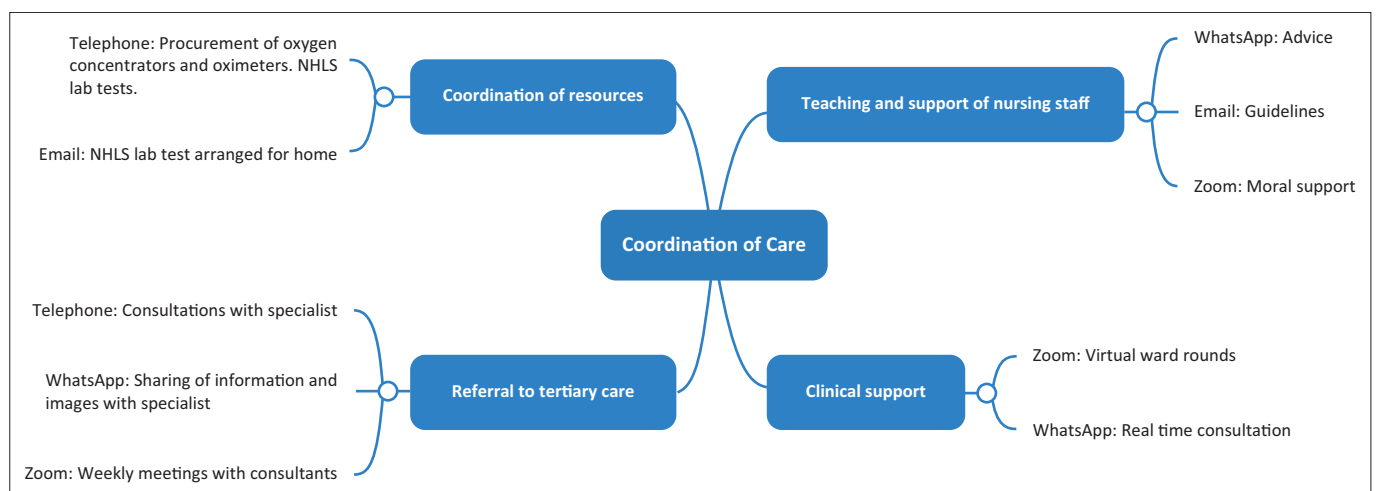 Telephone: Procurement of oxygen
concentrators and oximeters. NHLS
lab tests.
Email: NHLS lab test arranged for home
Coordination of resources
Teaching and support of nursing staff
WhatsApp: Advice
Email: Guidelines
Zoom: Moral support
Coordination of Care
Telephone: Consultations with specialist
WhatsApp: Sharing of information and
images with specialist
Zoom: Weekly meetings with consultants
Referral to tertiary care
Clinical support
Zoom: Virtual ward rounds
WhatsApp: Real time consultation